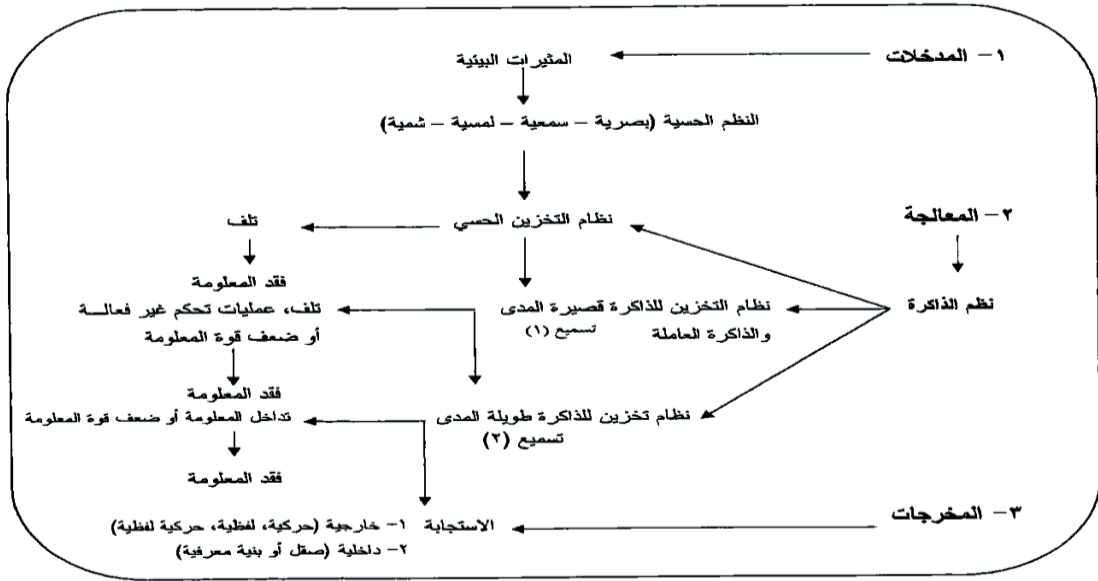 ١- المدخلات
المثيرات البيئية
النظم الحسية (بصرية – سمعية – لمسية – شمية)
٢- المعالجة
نظام التخزين الحسي
تلف
فقد المعلومة
نظم الذاكرة
نظام التخزين للذاكرة قصيرة المدى
والذاكرة العاملة
تسميع (١)
تلف، عمليات تحكم غير فعالـــة
أو ضعف قوة المعلومة
فقد المعلومة
نظام تخزين للذاكرة طويلة المدى
تسميع (٢)
تداخل المعلومة أو ضعف قوة المعلومة
فقد المعلومة
٣- المخرجات
الاستجابة
١- خارجية (حركية، لفظية، حركية لفظية)
٢- داخلية (صقل أو بنية معرفية)